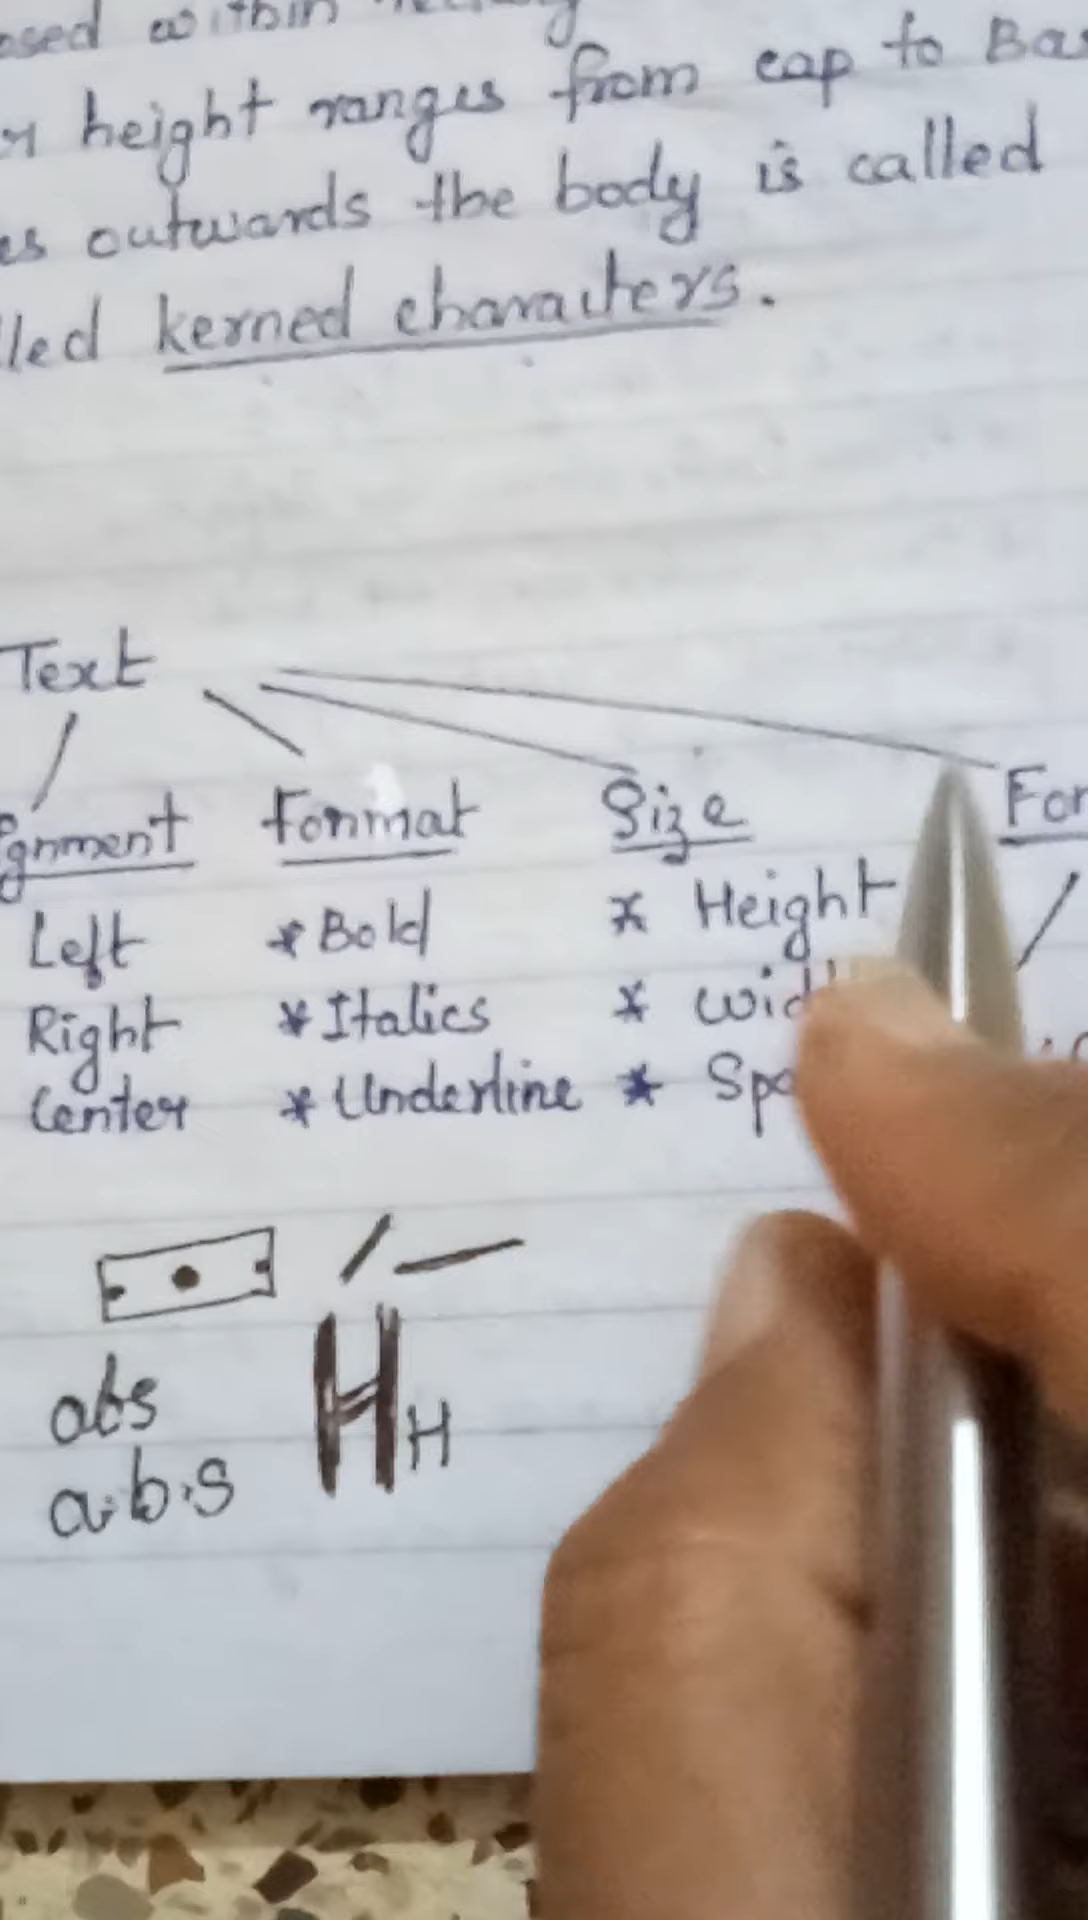 within
height ranges from cap to
outwards the body is called
kerned characters.
Text
Format Size
Left * Bold * Height
Right * Italics *
Center * Underline *
abs H H
a.b.s